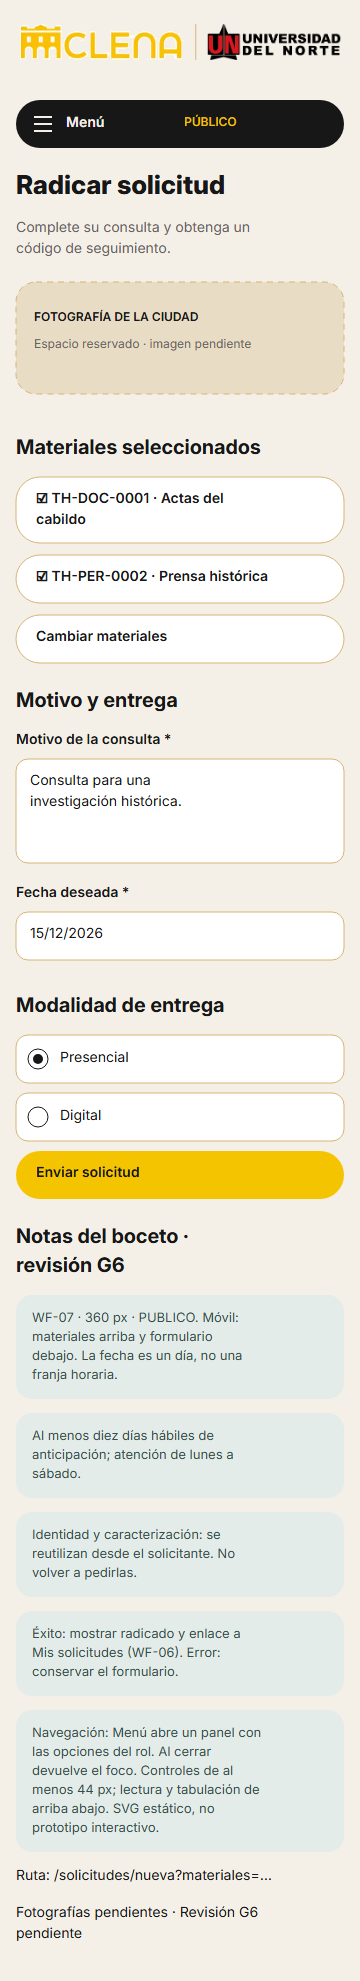 CLENA
UNIVERSIDAD
UN DEL NORTE
Menú
PÚBLICO
Radicar solicitud
Complete su consulta y obtenga un
código de seguimiento.
FOTOGRAFÍA DE LA CIUDAD
Espacio reservado · imagen pendiente
Materiales seleccionados
☑ TH-DOC-0001 · Actas del
cabildo
☑ TH-PER-0002 · Prensa histórica
Cambiar materiales
Motivo y entrega
Motivo de la consulta *
Consulta para una
investigación histórica.
Fecha deseada *
15/12/2026
Modalidad de entrega
Presencial
Digital
Enviar solicitud
Notas del boceto ·
revisión G6
WF-07 · 360 px · PUBLICO. Móvil:
materiales arriba y formulario
debajo. La fecha es un día, no una
franja horaria.
Al menos diez días hábiles de
anticipación; atención de lunes a
sábado.
Identidad y caracterización: se
reutilizan desde el solicitante. No
volver a pedirlas.
Éxito: mostrar radicado y enlace a
Mis solicitudes (WF-06). Error:
conservar el formulario.
Navegación: Menú abre un panel con
las opciones del rol. Al cerrar
devuelve el foco. Controles de al
menos 44 px; lectura y tabulación de
arriba abajo. SVG estático, no
prototipo interactivo.
Ruta: /solicitudes/nueva?materiales=...
Fotografías pendientes · Revisión G6
pendiente